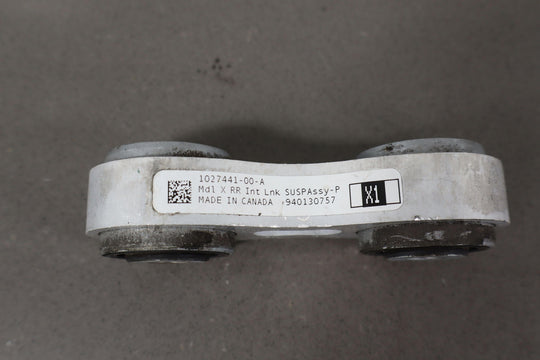 1027441-00-A
Mdl X RR Int Lnk SUSPAssy-P
MADE IN CANADA 940130757
X1